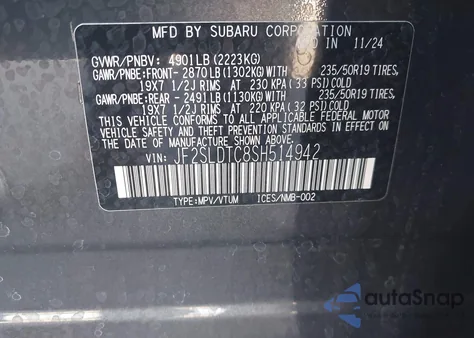 MFD BY SUBARU CORPORATION
GVWR/PNBV: 4901LB (2223KG) D IN 11/24
GAWR/PNBE:FRONT- 2870LB(1302KG) WITH 235/50R19 TIRES,
19X7 1/2J RIMS AT 230 KPA (33 PSI) COLD
GAWR/PNBE:REAR - 2491LB(1130KG) WITH 235/50R19 TIRES,
19X7 1/2J RIMS AT 220 KPA (32 PSI) COLD
THIS VEHICLE CONFORMS TO ALL APPLICABLE
FEDERAL MOTOR VEHICLE SAFETY AND
THEFT PREVENTION STANDARDS IN EFFECT ON THE
DATE OF MANUFACTURE SHOWN ABOVE.
VIN: JF2SLDTC8SH514942
TYPE:MPV/VTUM ICES/NMB-002
autoSnap